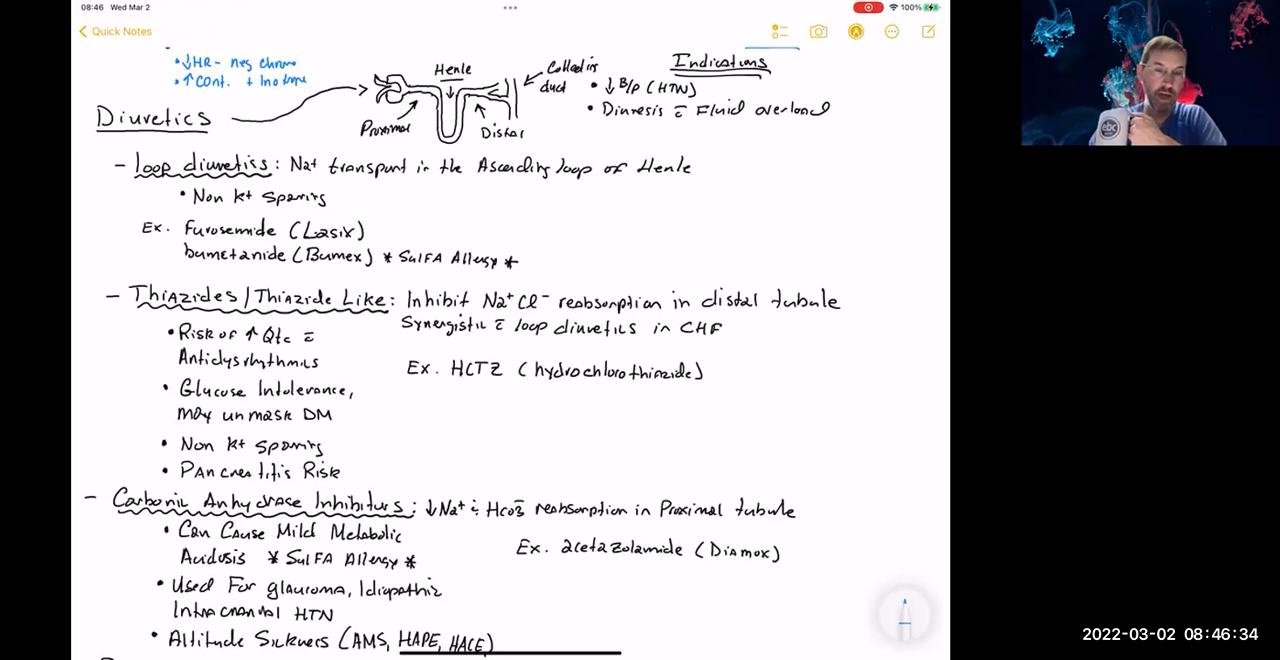 08:46 Wed Mar 2
100%
Quick Notes
• ↓HR - neg chrono
• ↑ Cont. + Inotrope
Henle
Collecting duct
Proximal
Distal
Indications
• ↓ B/P (HTN)
• Diuresis c̄ Fluid overload
Diuretics
- loop diuretics: Na+ transport in the Ascending loop of Henle
• Non K+ Sparing
Ex. Furosemide (Lasix)
bumetanide (Bumex) * SulFA Allergy *
- Thiazides/Thiazide Like: Inhibit Na+ Cl- reabsorption in distal tubule
Synergistic c̄ loop diuretics in CHF
• Risk of ↑ Qtc c̄
Antidysrhythmics
Ex. HCTZ (hydrochlorothiazide)
• Glucose Intolerance,
may unmask DM
• Non K+ Sparing
• Pancreatitis Risk
- Carbonic Anhydrase Inhibitors: ↓Na+ & HCO3- reabsorption in Proximal tubule
• Can Cause Mild Metabolic
Acidosis * SulFA Allergy *
Ex. acetazolamide (Diamox)
• Used For glaucoma, Idiopathic
Intracranial HTN
• Altitude Sickness (AMS, HAPE, HACE)
ebc
2022-03-02 08:46:34